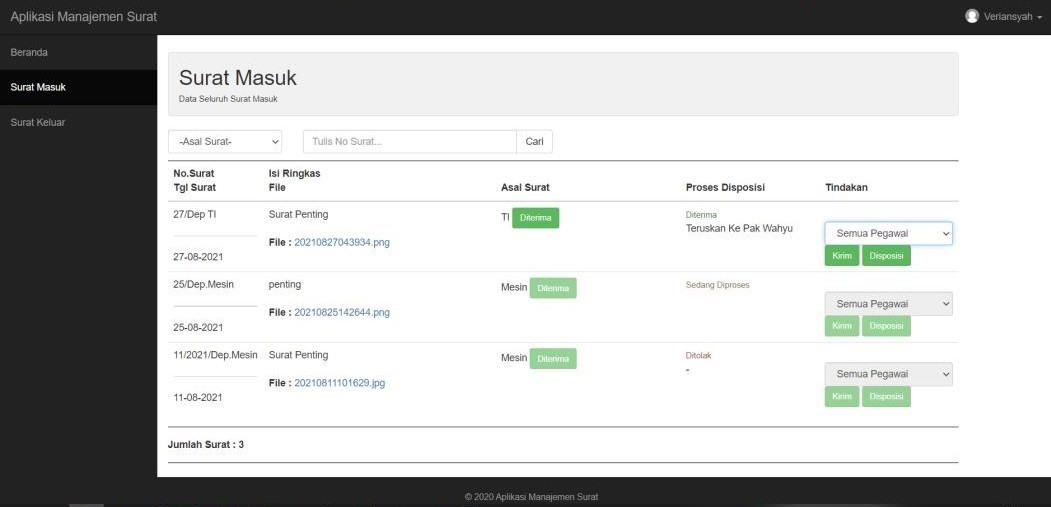 Aplikasi Manajemen Surat
Veriansyah
Beranda
Surat Masuk
Surat Keluar
Surat Masuk
Data Seluruh Surat Masuk
-Asal Surat-
Tulis No Surat...
Cari
No.Surat
Tgl Surat
Isi Ringkas
File
Asal Surat
Proses Disposisi
Tindakan
27/Dep TI
27-08-2021
Surat Penting
File : 20210827043934.png
TI Diterima
Diterima
Teruskan Ke Pak Wahyu
Semua Pegawai
Kirim Disposisi
25/Dep.Mesin
25-08-2021
penting
File : 20210825142644.png
Mesin Diterima
Sedang Diproses
Semua Pegawai
Kirim Disposisi
11/2021/Dep.Mesin
11-08-2021
Surat Penting
File : 20210811101629.jpg
Mesin Diterima
Ditolak
-
Semua Pegawai
Kirim Disposisi
Jumlah Surat : 3
© 2020 Aplikasi Manajemen Surat